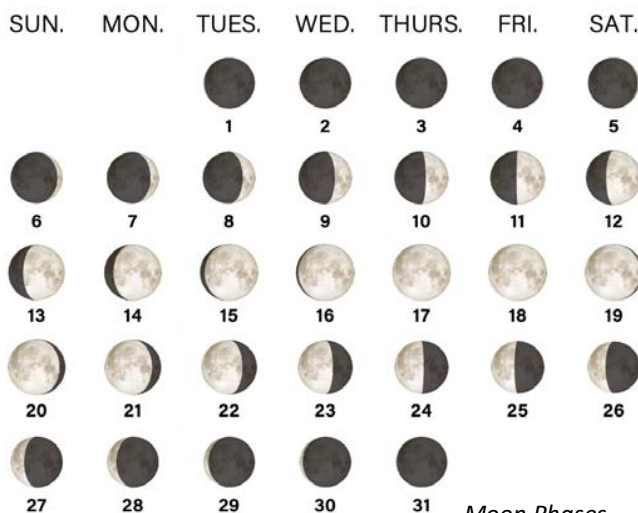 SUN. MON. TUES. WED. THURS. FRI. SAT.
1 2 3 4 5
6 7 8 9 10 11 12
13 14 15 16 17 18 19
20 21 22 23 24 25 26
27 28 29 30 31
Moon Phases